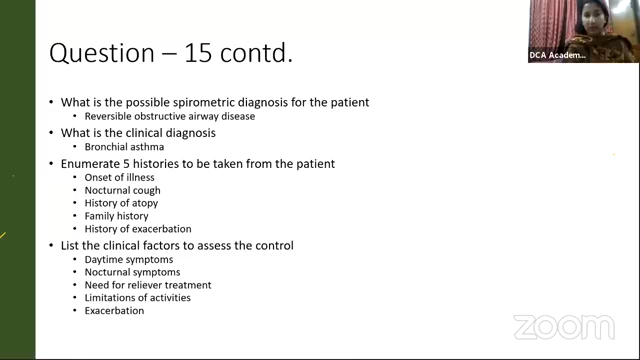 DCA Academ...
Question – 15 contd.
• What is the possible spirometric diagnosis for the patient
• Reversible obstructive airway disease
• What is the clinical diagnosis
• Bronchial asthma
• Enumerate 5 histories to be taken from the patient
• Onset of illness
• Nocturnal cough
• History of atopy
• Family history
• History of exacerbation
• List the clinical factors to assess the control
• Daytime symptoms
• Nocturnal symptoms
• Need for reliever treatment
• Limitations of activities
• Exacerbation
zoom